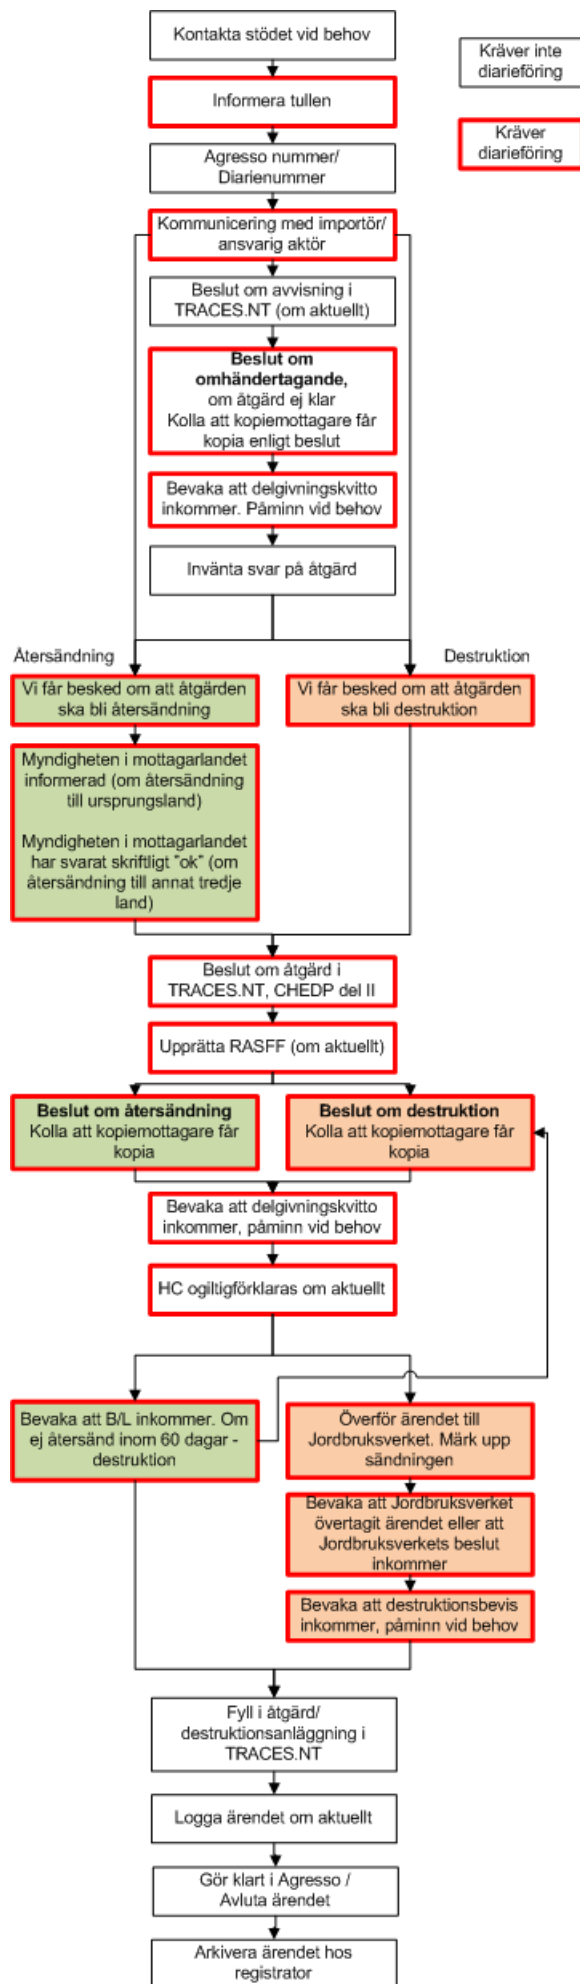 Kontakta stödet vid behov
Kräver inte
diarieföring
Informera tullen
Kräver
diarieföring
Agresso nummer/
Diarienummer
Kommunicering med importör/
ansvarig aktör
Beslut om avvisning i
TRACES.NT (om aktuellt)
Beslut om
omhändertagande,
om åtgärd ej klar
Kolla att kopiemottagare får
kopia enligt beslut
Bevaka att delgivningskvitto
inkommer. Påminn vid behov
Invänta svar på åtgärd
Återsändning
Destruktion
Vi får besked om att åtgärden
ska bli återsändning
Vi får besked om att åtgärden
ska bli destruktion
Myndigheten i mottagarlandet
informerad (om återsändning
till ursprungsland)
Myndigheten i mottagarlandet
har svarat skriftligt "ok" (om
återsändning till annat tredje
land)
Beslut om åtgärd i
TRACES.NT, CHEDP del II
Upprätta RASFF (om aktuellt)
Beslut om återsändning
Kolla att kopiemottagare får
kopia
Beslut om destruktion
Kolla att kopiemottagare får
kopia
Bevaka att delgivningskvitto
inkommer, påminn vid behov
HC ogiltigförklaras om aktuellt
Bevaka att B/L inkommer. Om
ej återsänd inom 60 dagar -
destruktion
Överför ärendet till
Jordbruksverket. Märk upp
sändningen
Bevaka att Jordbruksverket
övertagit ärendet eller att
Jordbruksverkets beslut
inkommer
Bevaka att destruktionsbevis
inkommer, påminn vid behov
Fyll i åtgärd/
destruktionsanläggning i
TRACES.NT
Logga ärendet om aktuellt
Gör klart i Agresso /
Avluta ärendet
Arkivera ärendet hos
registrator